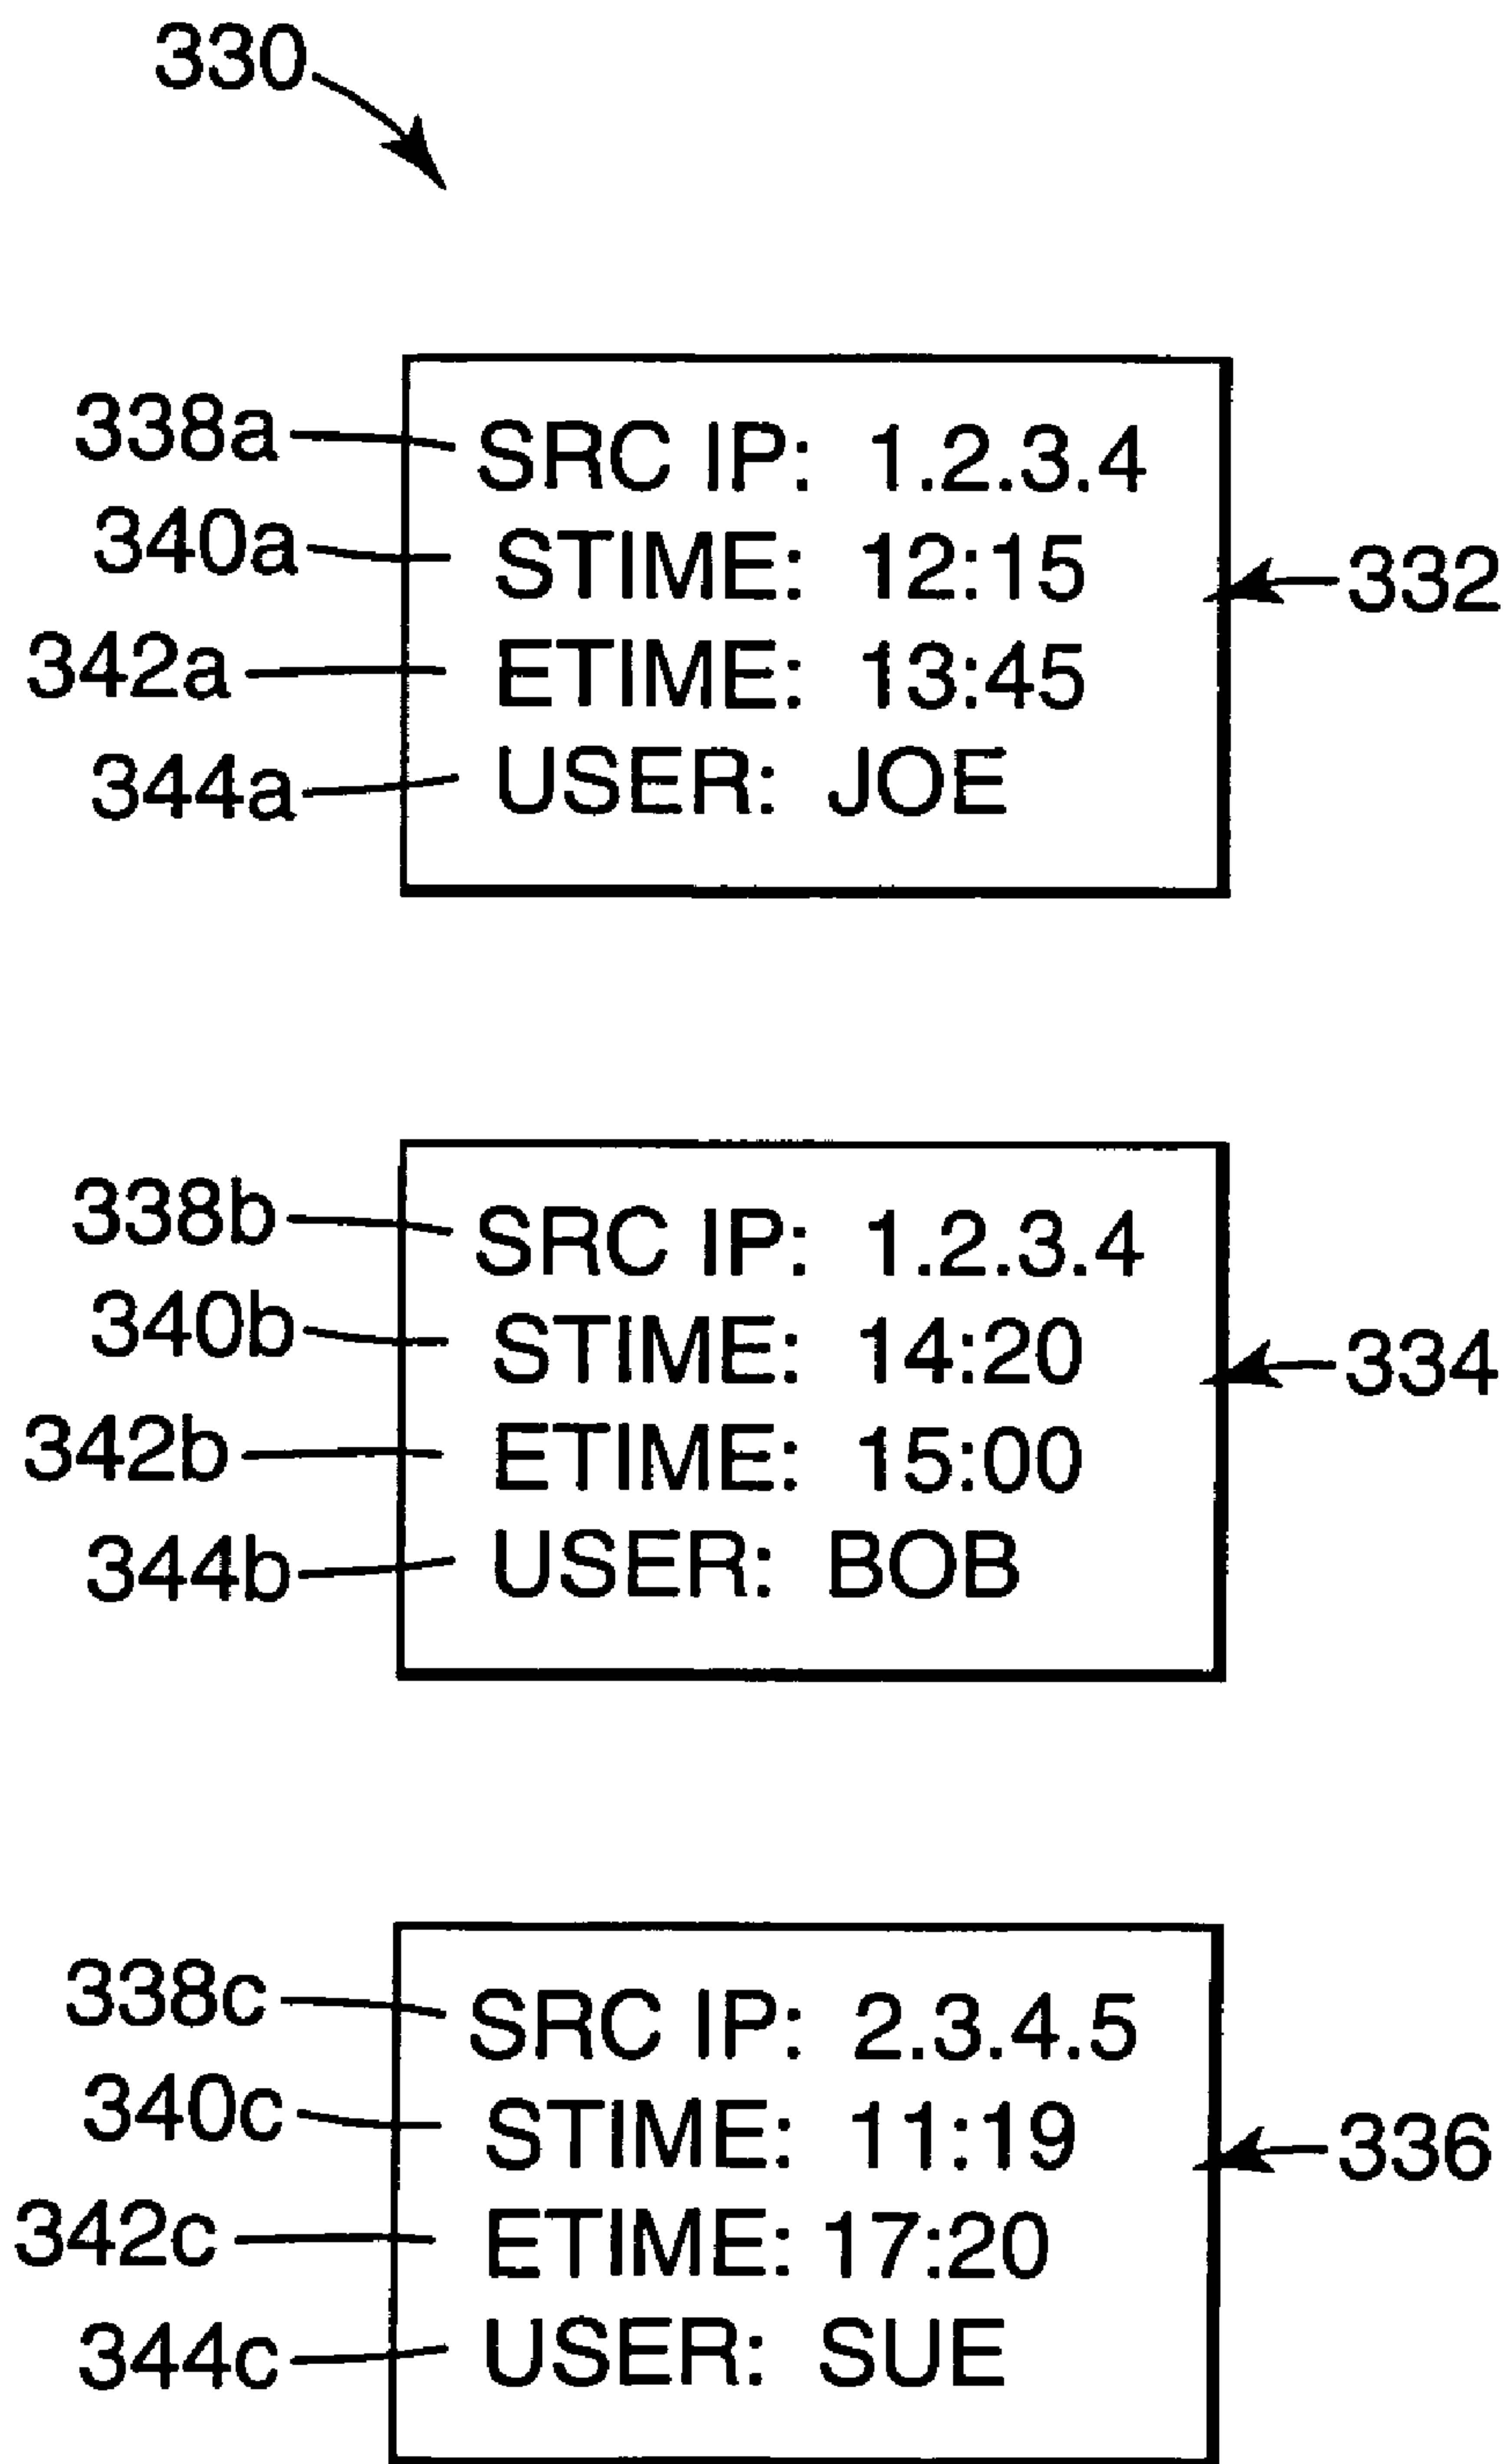 330
338a SRC IP: 1.2.3.4
340a STIME: 12:15
332
342a ETIME: 13:45
344a USER: JOE
338b SRC IP: 1.2.3.4
340b STIME: 14:20
334
342b ETIME: 15:00
344b USER: BOB
338c SRC IP: 2.3.4.5
340c STIME: 11:19
336
342c ETIME: 17:20
344c USER: SUE